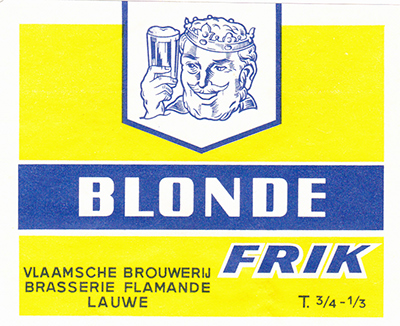 BLONDE
FRIK
VLAAMSCHE BROUWERIJ
BRASSERIE FLAMANDE
LAUWE
T. 3/4 - 1/3